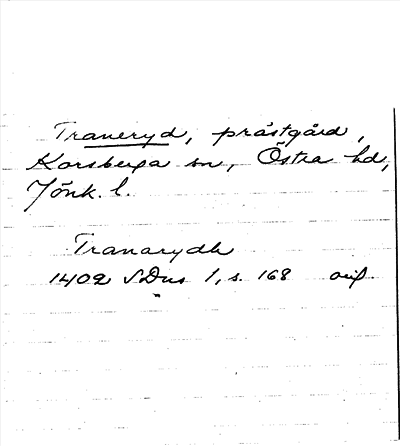 Traneryd, prästgård,
Korsberga sn, Östra hd,
Jönk. l.
Tranarydh
1402 SDns 1, s. 168 orig.